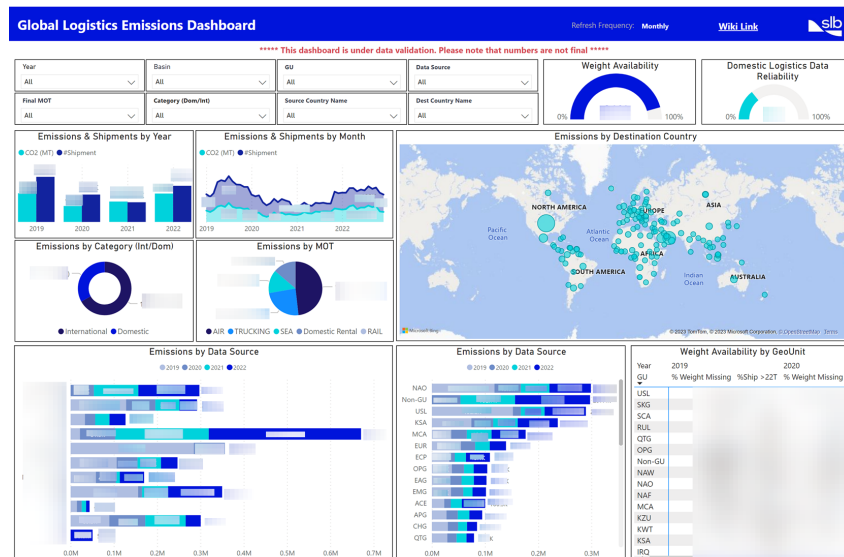 Global Logistics Emissions Dashboard
Refresh Frequency: Monthly
Wiki Link
slb
***** This dashboard is under data validation. Please note that numbers are not final *****
Year
All
Basin
All
GU
All
Data Source
All
Final MOT
All
Category (Dom/Int)
All
Source Country Name
All
Dest Country Name
All
Weight Availability
0% 100%
Domestic Logistics Data
Reliability
0% 100%
Emissions & Shipments by Year
CO2 (MT) #Shipment
2019 2020 2021 2022
Emissions & Shipments by Month
CO2 (MT) #Shipment
2019 2020 2021 2022
Emissions by Destination Country
NORTH AMERICA
EUROPE
ASIA
Pacific
Ocean
Atlantic
Ocean
AFRICA
SOUTH AMERICA
Indian
Ocean
AUSTRALIA
Microsoft Bing
© 2023 TomTom, © 2023 Microsoft Corporation, © OpenStreetMap Terms
Emissions by Category (Int/Dom)
International Domestic
Emissions by MOT
AIR TRUCKING SEA Domestic Rental RAIL
Emissions by Data Source
2019 2020 2021 2022
0.0M 0.1M 0.2M 0.3M 0.4M 0.5M 0.6M 0.7M
Emissions by Data Source
2019 2020 2021 2022
NAO
Non-GU
USL
KSA
MCA
EUR
ECP
OPG
EAG
EMG
ACE
APG
CHG
QTG
0.0M 0.1M 0.2M 0.3M
Weight Availability by GeoUnit
Year 2019 2020
GU % Weight Missing %Ship >22T % Weight Missing
USL
SKG
SCA
RUL
QTG
OPG
Non-GU
NAW
NAO
NAF
MCA
KZU
KWT
KSA
IRQ